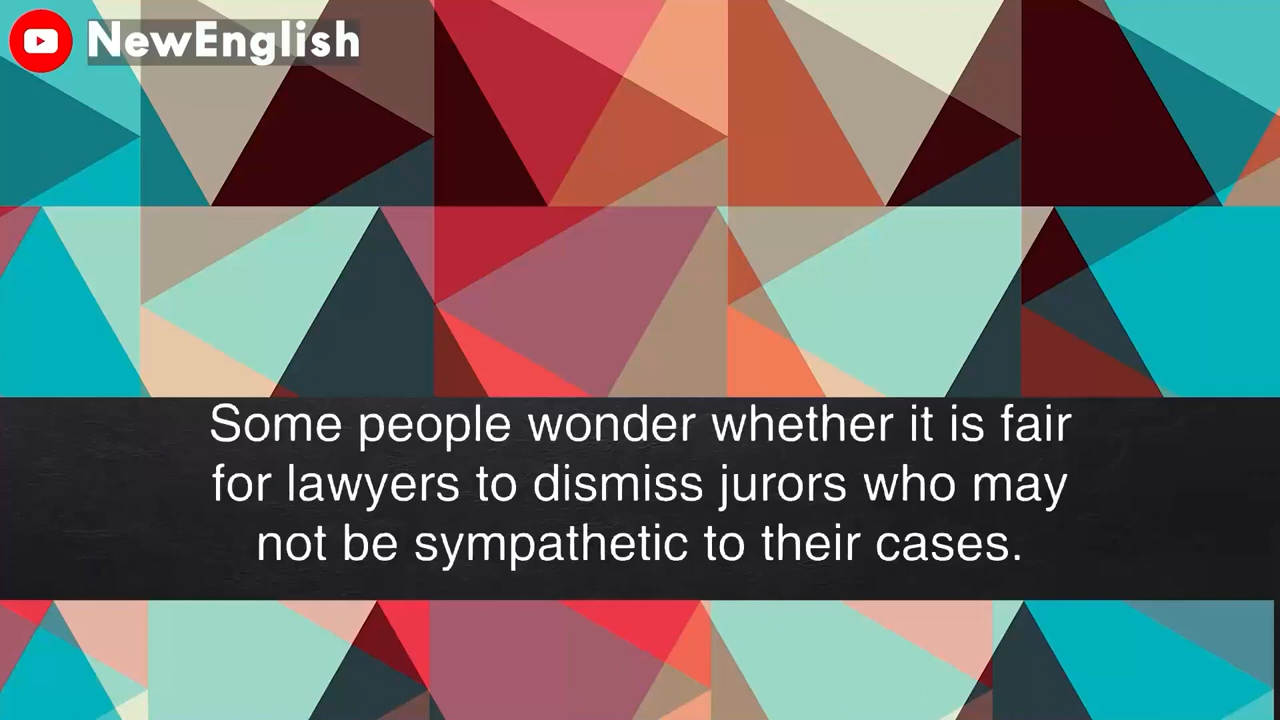 NewEnglish
Some people wonder whether it is fair
for lawyers to dismiss jurors who may
not be sympathetic to their cases.